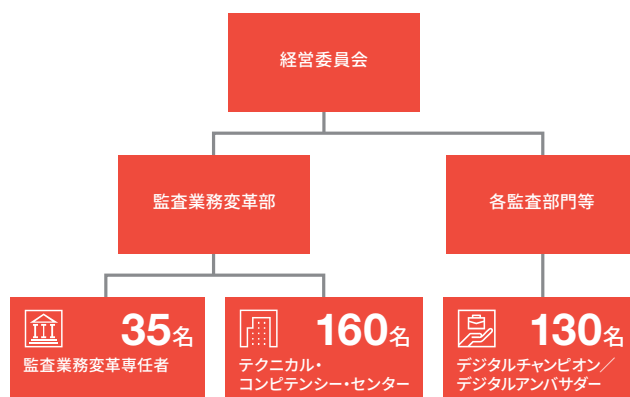 経営委員会
監査業務変革部
各監査部門等
35名
監査業務変革専任者
160名
テクニカル・
コンピテンシー・センター
130名
デジタルチャンピオン／
デジタルアンバサダー